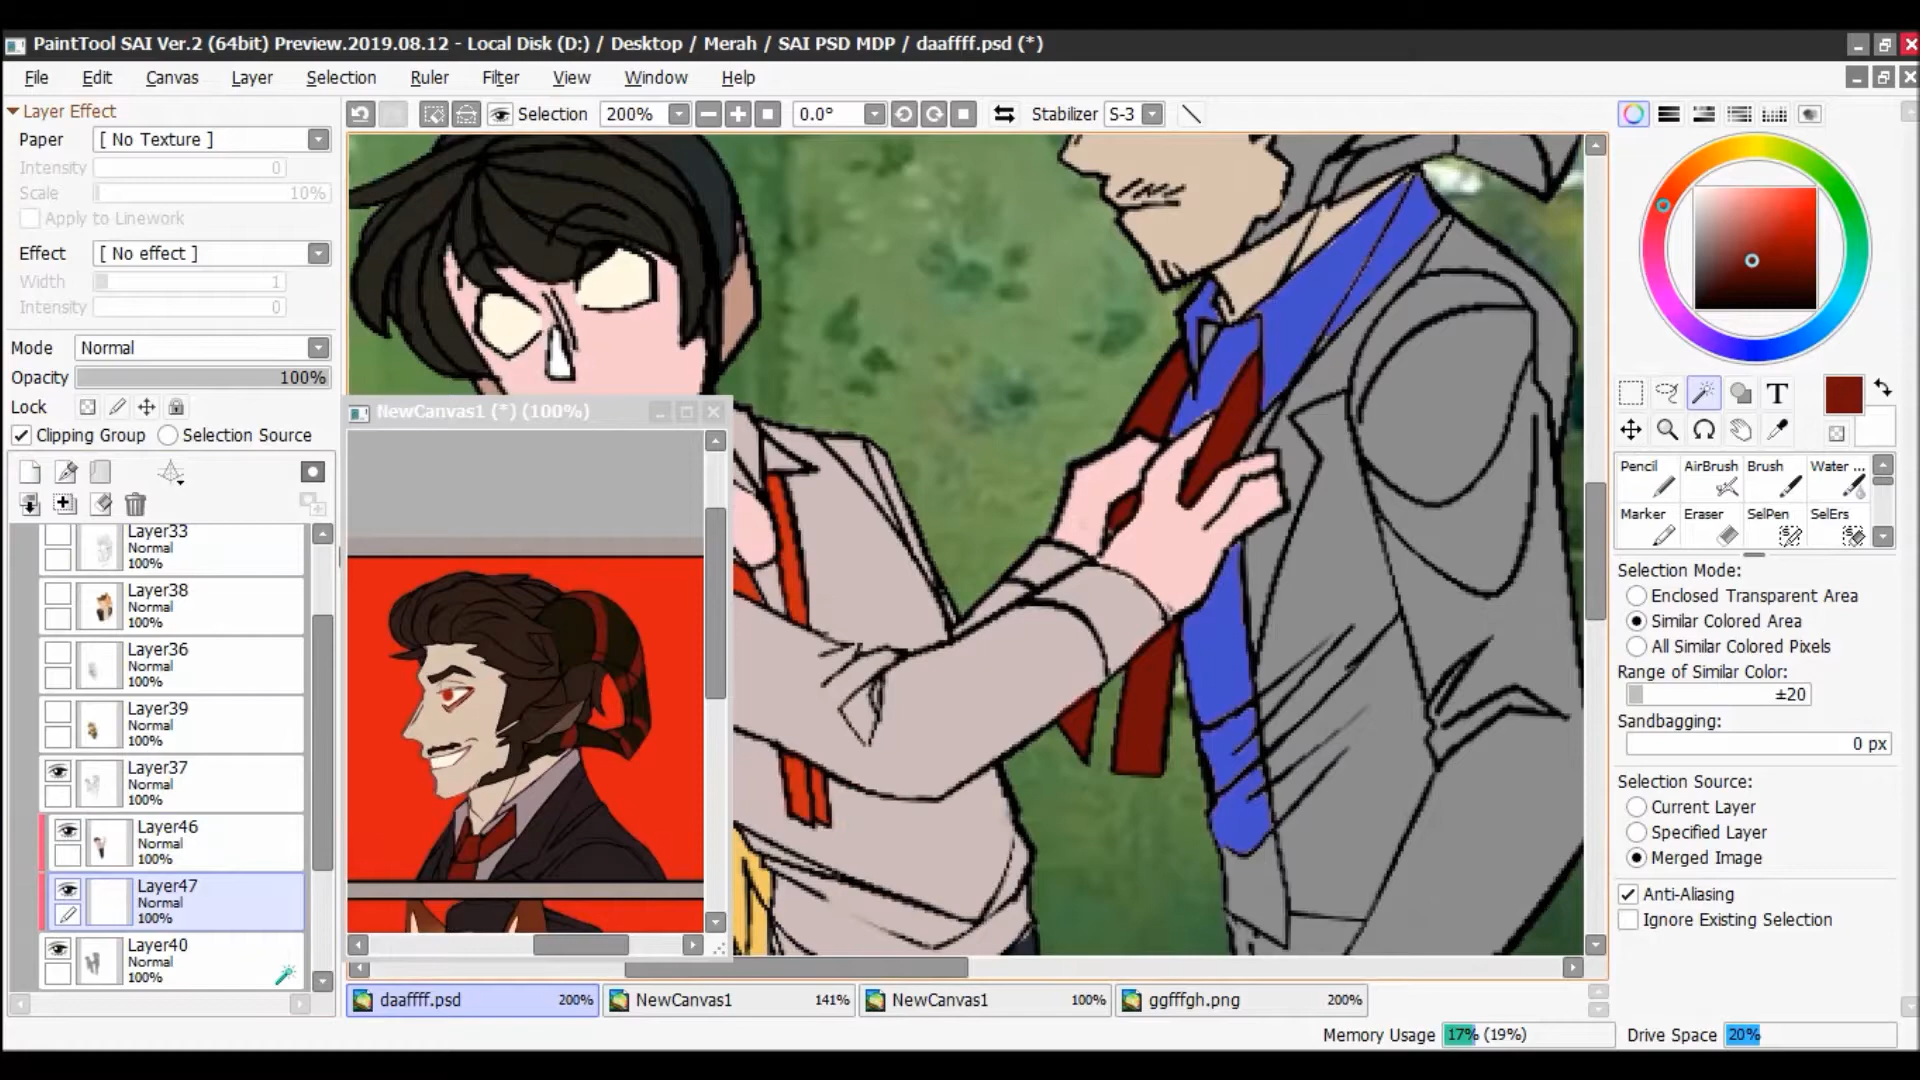 PaintTool SAI Ver.2 (64bit) Preview.2019.08.12 - Local Disk (D:) / Desktop / Merah / SAI PSD MDP / daaffff.psd (*)
File Edit Canvas Layer Selection Ruler Filter View Window Help
Layer Effect
Paper [ No Texture ]
Intensity 0
Scale 10%
Apply to Linework
Effect [ No effect ]
Width 1
Intensity 0
Mode Normal
Opacity 100%
Lock
Clipping Group Selection Source
Layer33
Normal
100%
Layer38
Normal
100%
Layer36
Normal
100%
Layer39
Normal
100%
Layer37
Normal
100%
Layer46
Normal
100%
Layer47
Normal
100%
Layer40
Normal
100%
Selection 200% 0.0° Stabilizer S-3
NewCanvas1 (*) (100%)
daaffff.psd 200% NewCanvas1 141% NewCanvas1 100% ggfffgh.png 200%
T
Pencil AirBrush Brush Water ...
Marker Eraser SelPen SelErs
Selection Mode:
Enclosed Transparent Area
Similar Colored Area
All Similar Colored Pixels
Range of Similar Color:
±20
Sandbagging:
0 px
Selection Source:
Current Layer
Specified Layer
Merged Image
Anti-Aliasing
Ignore Existing Selection
Memory Usage 17% (19%) Drive Space 20%